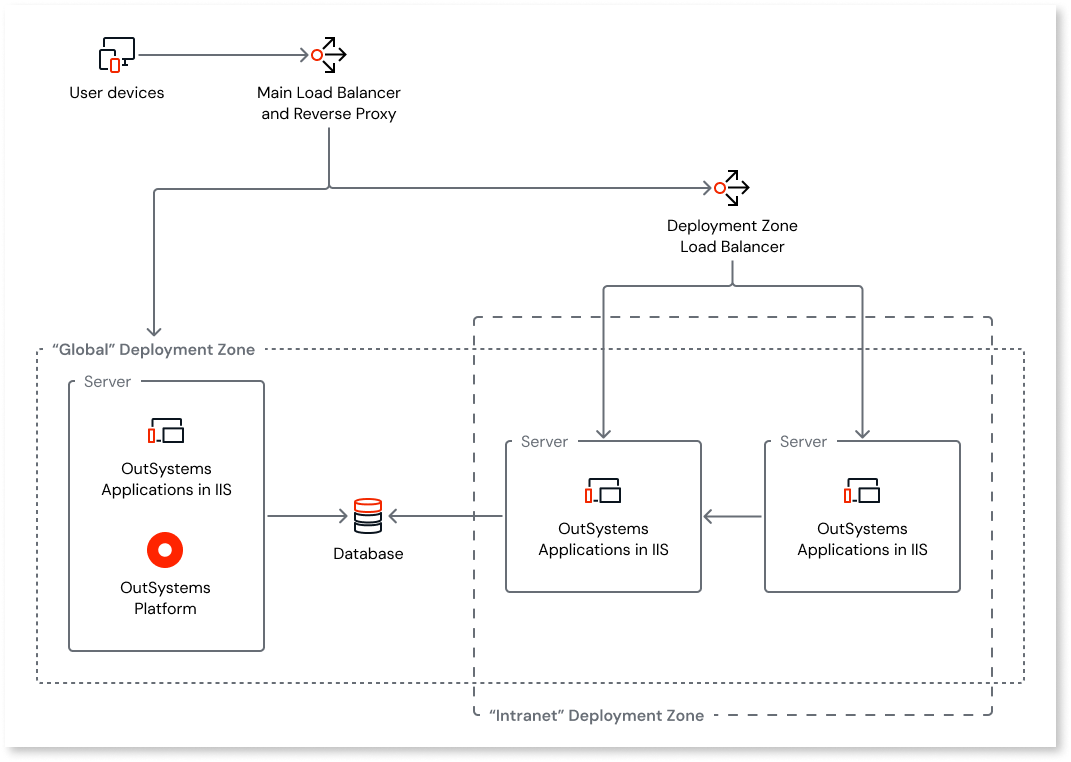 User devices
Main Load Balancer
and Reverse Proxy
Deployment Zone
Load Balancer
“Global” Deployment Zone
Server
OutSystems
Applications in IIS
OutSystems
Platform
Database
Server
OutSystems
Applications in IIS
Server
OutSystems
Applications in IIS
“Intranet” Deployment Zone